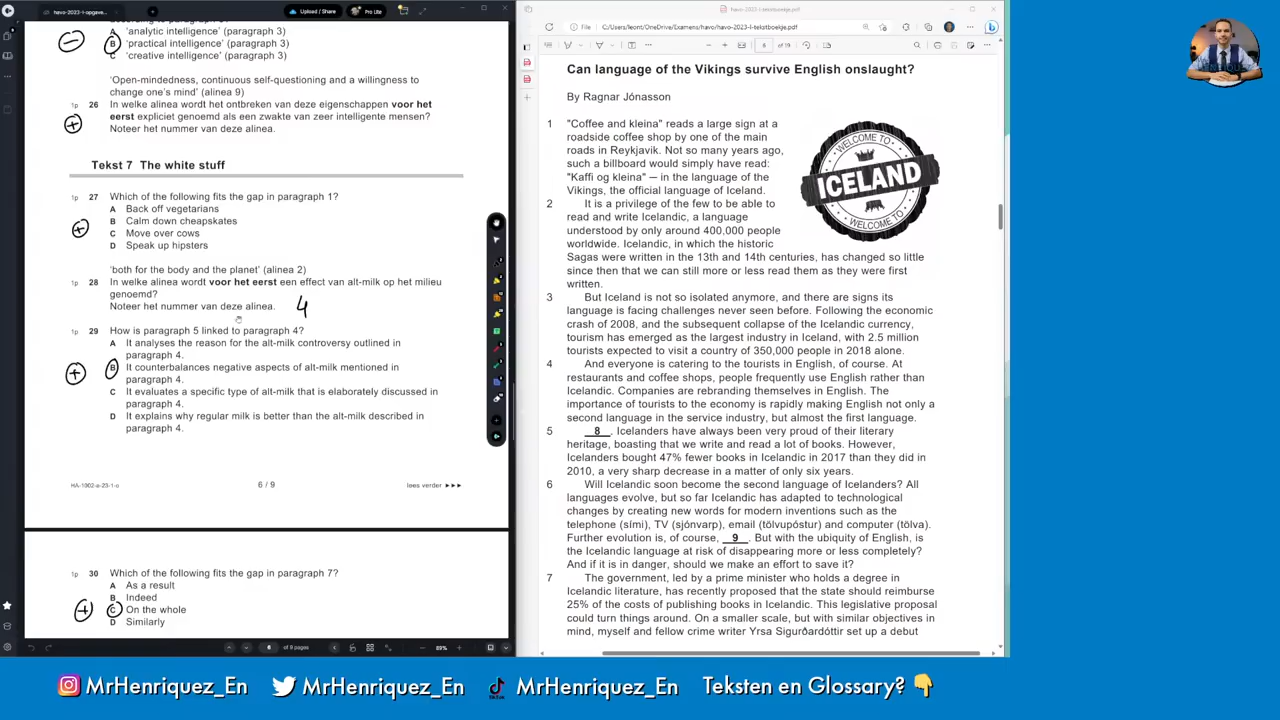 havo-2023-I-opgave...
Upload / Share
Pro Lite
A 'analytic intelligence' (paragraph 3)
B 'practical intelligence' (paragraph 3)
C 'creative intelligence' (paragraph 3)
'Open-mindedness, continuous self-questioning and a willingness to
change one's mind' (alinea 9)
1p 26 In welke alinea wordt het ontbreken van deze eigenschappen voor het
eerst expliciet genoemd als een zwakte van zeer intelligente mensen?
Noteer het nummer van deze alinea.
Tekst 7 The white stuff
1p 27 Which of the following fits the gap in paragraph 1?
A Back off vegetarians
B Calm down cheapskates
C Move over cows
D Speak up hipsters
'both for the body and the planet' (alinea 2)
1p 28 In welke alinea wordt voor het eerst een effect van alt-milk op het milieu
genoemd?
Noteer het nummer van deze alinea. 4
1p 29 How is paragraph 5 linked to paragraph 4?
A It analyses the reason for the alt-milk controversy outlined in
paragraph 4.
B It counterbalances negative aspects of alt-milk mentioned in
paragraph 4.
C It evaluates a specific type of alt-milk that is elaborately discussed in
paragraph 4.
D It explains why regular milk is better than the alt-milk described in
paragraph 4.
HA-1002-a-23-1-o 6 / 9 lees verder ►►►
1p 30 Which of the following fits the gap in paragraph 7?
A As a result
B Indeed
C On the whole
D Similarly
6 of 9 pages
89%
havo-2023-I-tekstboekje.pdf
C:/Users/leont/OneDrive/Examens/havo/havo-2023-I-tekstboekje.pdf
6 of 19
Can language of the Vikings survive English onslaught?
By Ragnar Jónasson
1 "Coffee and kleina" reads a large sign at a
roadside coffee shop by one of the main
roads in Reykjavik. Not so many years ago,
such a billboard would simply have read:
"Kaffi og kleina" — in the language of the
Vikings, the official language of Iceland.
WELCOME TO
ICELAND
WELCOME TO
2 It is a privilege of the few to be able to
read and write Icelandic, a language
understood by only around 400,000 people
worldwide. Icelandic, in which the historic
Sagas were written in the 13th and 14th centuries, has changed so little
since then that we can still more or less read them as they were first
written.
3 But Iceland is not so isolated anymore, and there are signs its
language is facing challenges never seen before. Following the economic
crash of 2008, and the subsequent collapse of the Icelandic currency,
tourism has emerged as the largest industry in Iceland, with 2.5 million
tourists expected to visit a country of 350,000 people in 2018 alone.
4 And everyone is catering to the tourists in English, of course. At
restaurants and coffee shops, people frequently use English rather than
Icelandic. Companies are rebranding themselves in English. The
importance of tourists to the economy is rapidly making English not only a
second language in the service industry, but almost the first language.
5 8 . Icelanders have always been very proud of their literary
heritage, boasting that we write and read a lot of books. However,
Icelanders bought 47% fewer books in Icelandic in 2017 than they did in
2010, a very sharp decrease in a matter of only six years.
6 Will Icelandic soon become the second language of Icelanders? All
languages evolve, but so far Icelandic has adapted to technological
changes by creating new words for modern inventions such as the
telephone (sími), TV (sjónvarp), email (tölvupóstur) and computer (tölva).
Further evolution is, of course, 9 . But with the ubiquity of English, is
the Icelandic language at risk of disappearing more or less completely?
And if it is in danger, should we make an effort to save it?
7 The government, led by a prime minister who holds a degree in
Icelandic literature, has recently proposed that the state should reimburse
25% of the costs of publishing books in Icelandic. This legislative proposal
could turn things around. On a smaller scale, but with similar objectives in
mind, myself and fellow crime writer Yrsa Sigurðardóttir set up a debut
MrHenriquez_En MrHenriquez_En MrHenriquez_En Teksten en Glossary? 👇